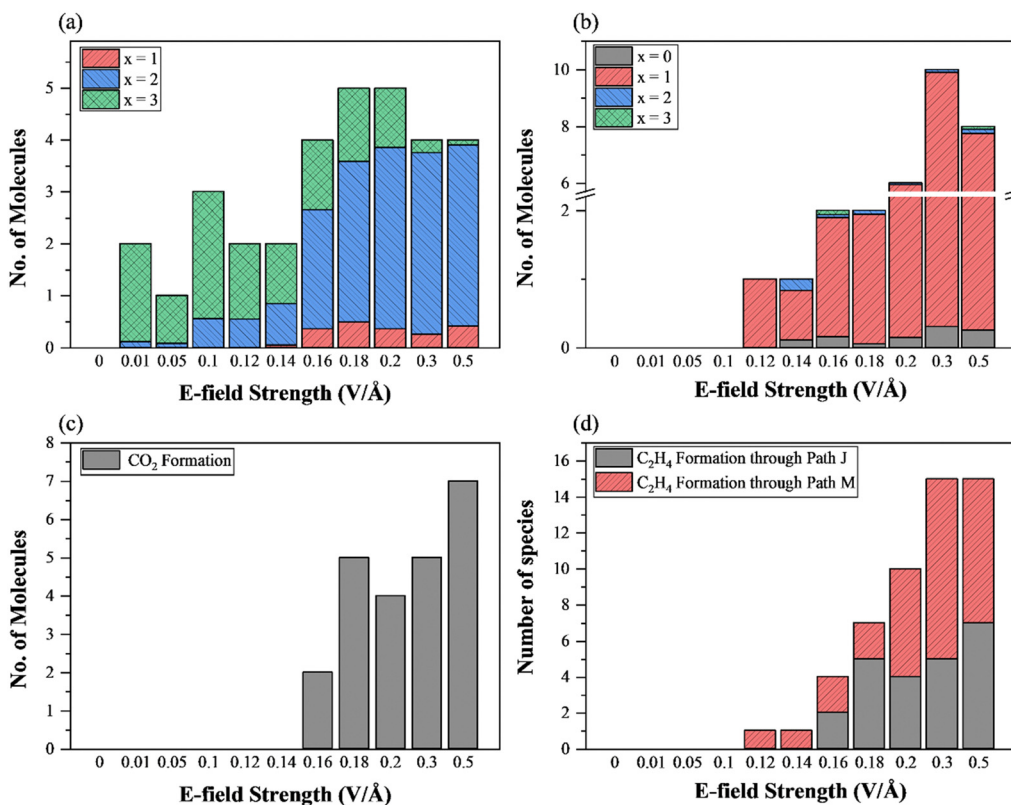 (a)
x = 1
x = 2
x = 3
No. of Molecules
5
4
3
2
1
0
0 0.01 0.05 0.1 0.12 0.14 0.16 0.18 0.2 0.3 0.5
E-field Strength (V/Å)
(b)
x = 0
x = 1
x = 2
x = 3
No. of Molecules
10
8
6
2
0
0 0.01 0.05 0.1 0.12 0.14 0.16 0.18 0.2 0.3 0.5
E-field Strength (V/Å)
(c)
CO₂ Formation
No. of Molecules
8
7
6
5
4
3
2
1
0
0 0.01 0.05 0.1 0.12 0.14 0.16 0.18 0.2 0.3 0.5
E-field Strength (V/Å)
(d)
C₂H₄ Formation through Path J
C₂H₄ Formation through Path M
Number of species
16
14
12
10
8
6
4
2
0
0 0.01 0.05 0.1 0.12 0.14 0.16 0.18 0.2 0.3 0.5
E-field Strength (V/Å)